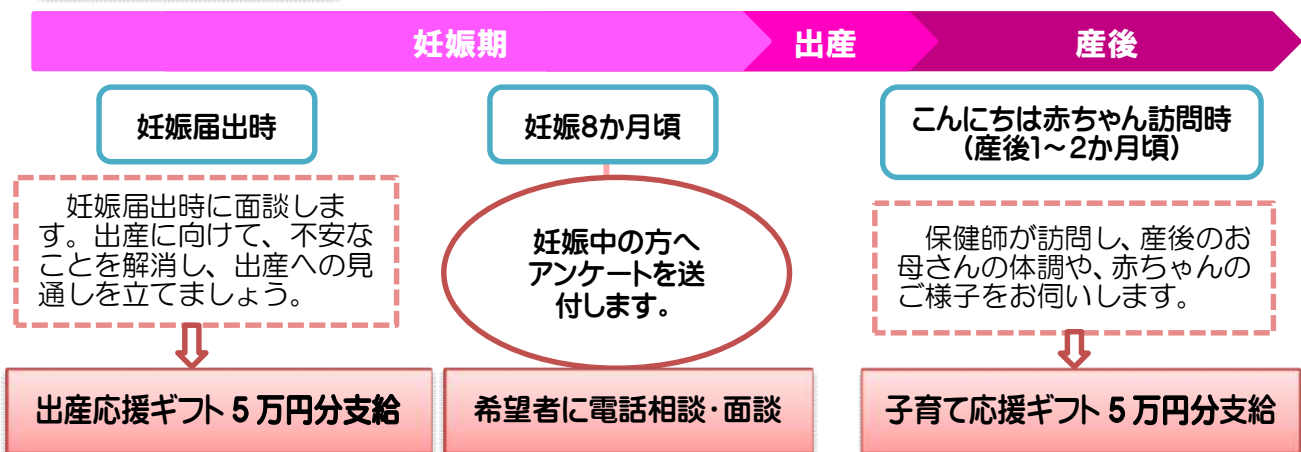 妊娠期
出産
産後
妊娠届出時
妊娠8か月頃
こんにちは赤ちゃん訪問時
（産後1～2か月頃）
妊娠届出時に面談しま
す。出産に向けて、不安な
ことを解消し、出産への見
通しを立てましょう。
妊娠中の方へ
アンケートを送
付します。
保健師が訪問し、産後のお
母さんの体調や、赤ちゃんの
ご様子をお伺いします。
出産応援ギフト５万円分支給
希望者に電話相談・面談
子育て応援ギフト５万円分支給